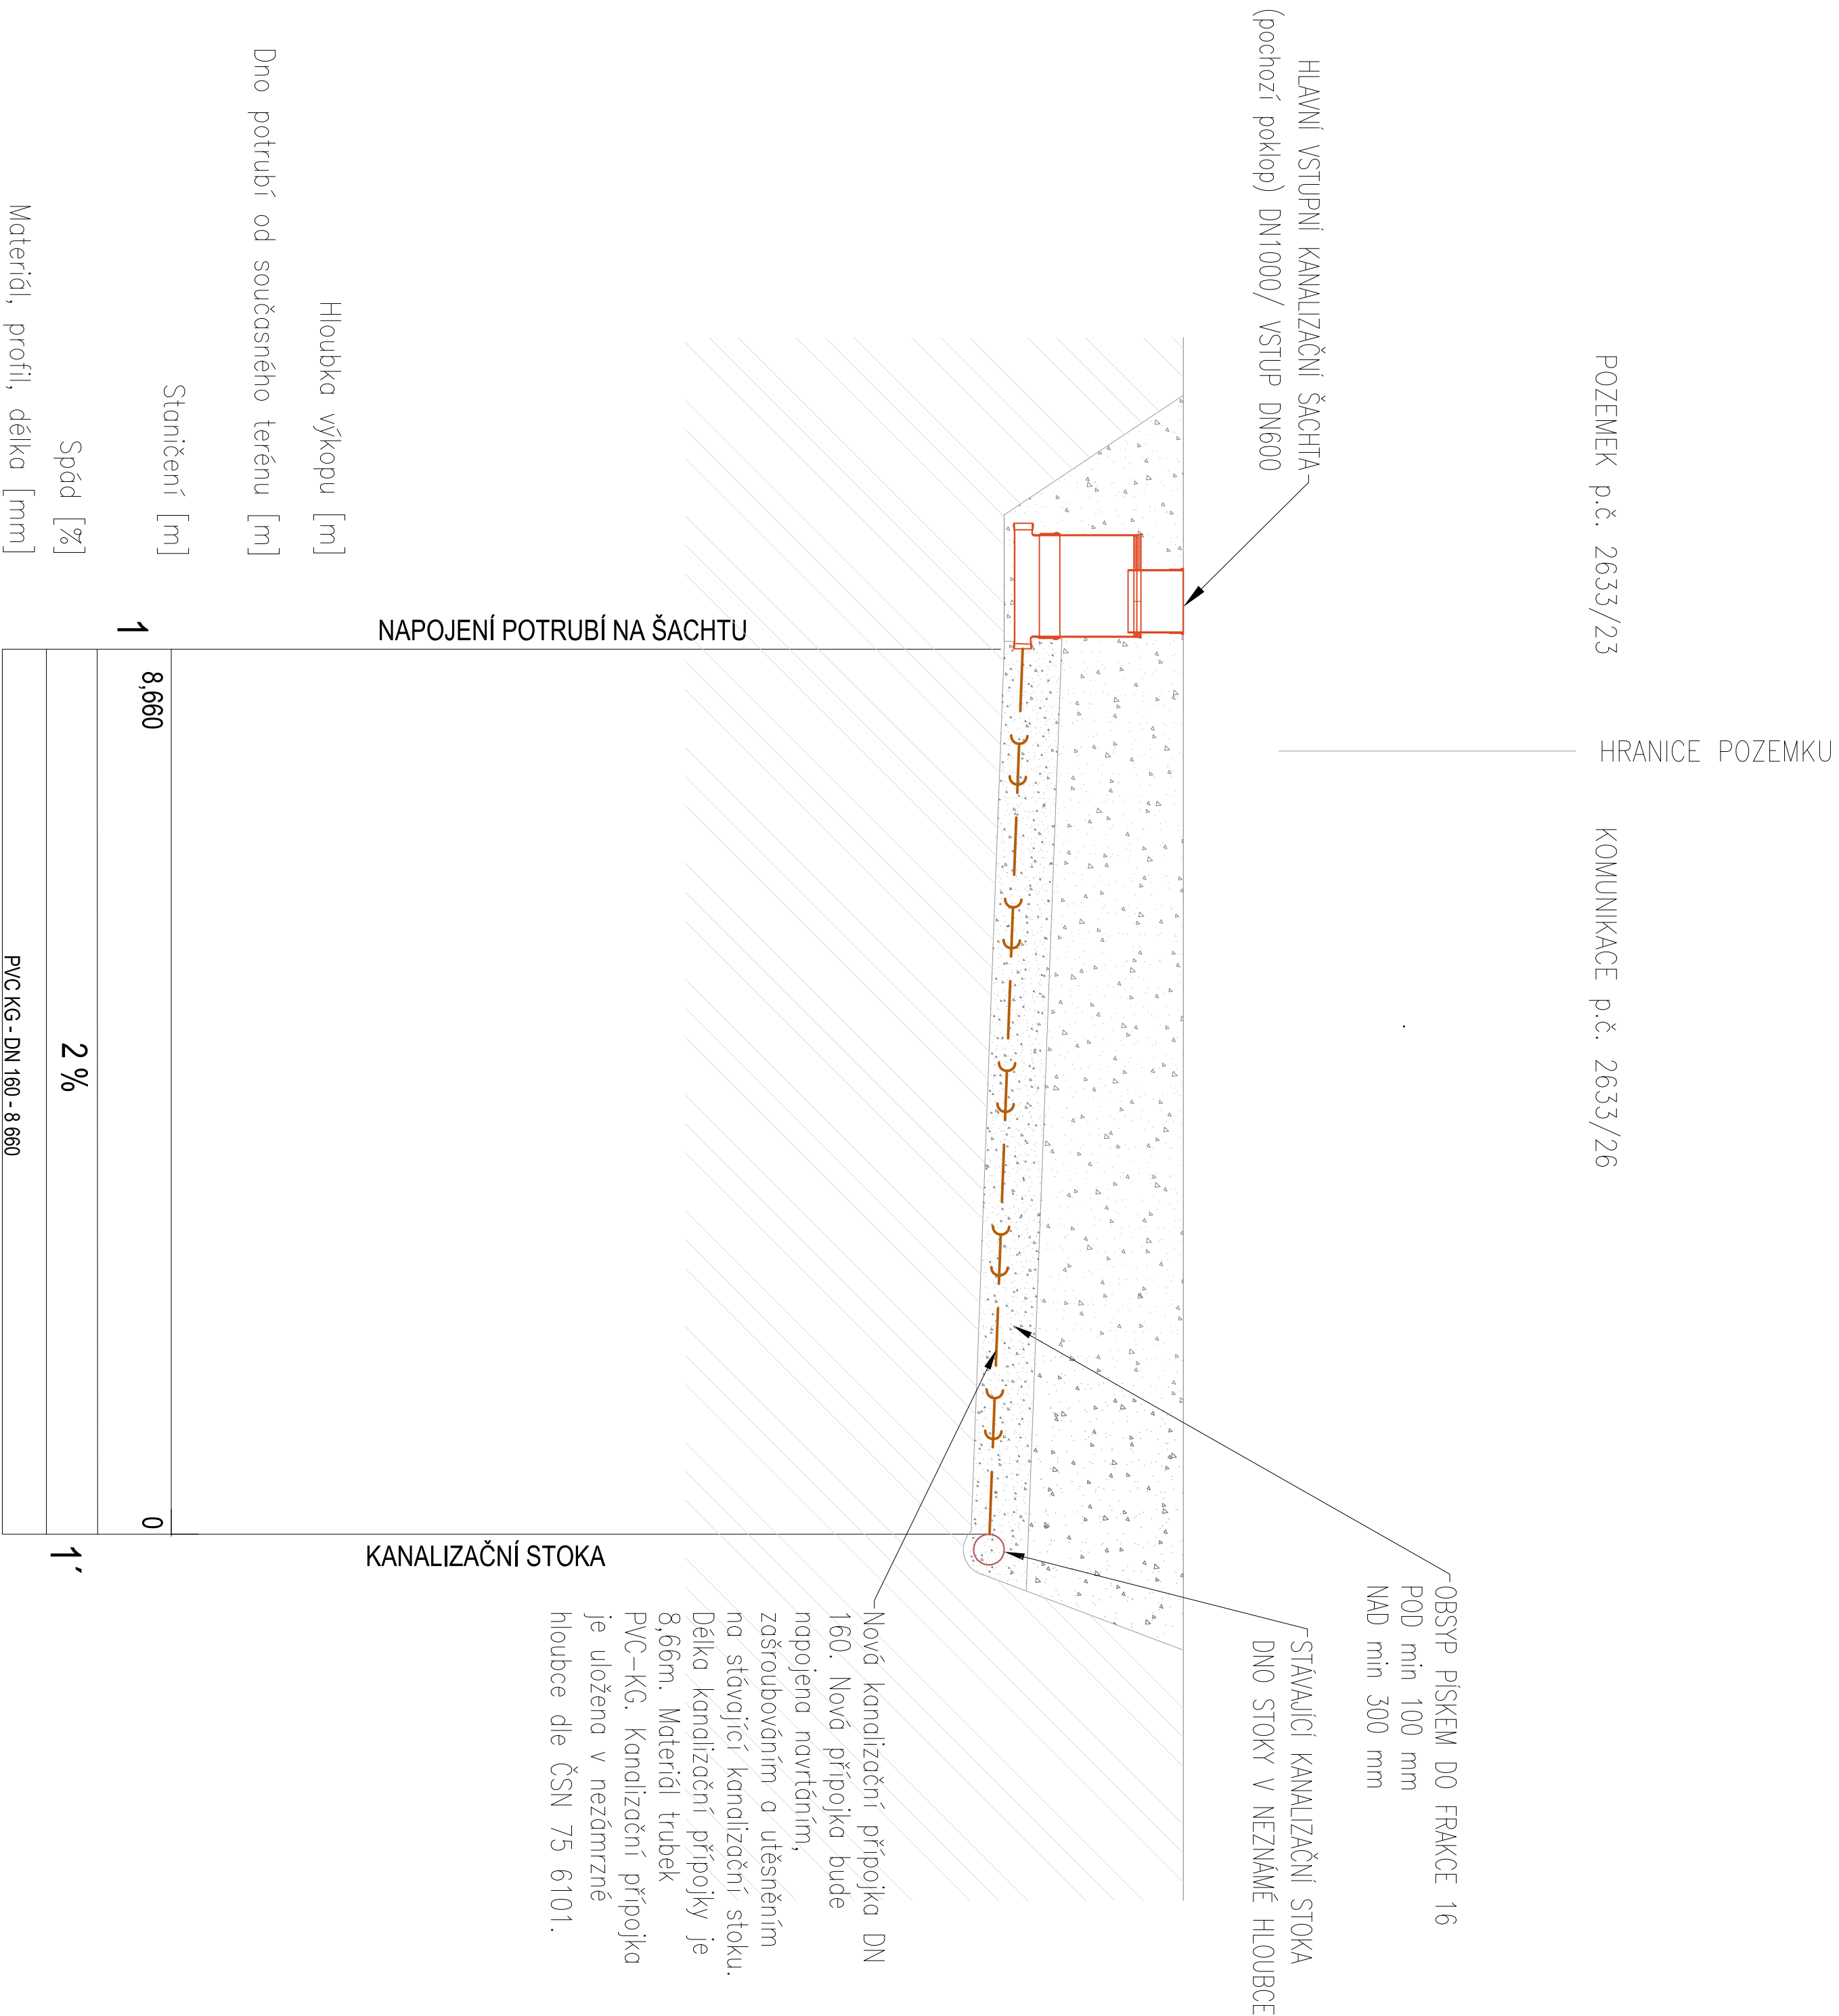 POZEMEK p.č. 2633/23
HRANICE POZEMKU
KOMUNIKACE p.č. 2633/26
HLAVNÍ VSTUPNÍ KANALIZAČNÍ ŠACHTA
(pochozí poklop) DN1000/ VSTUP DN600
OBSYP PÍSKEM DO FRAKCE 16
POD min 100 mm
NAD min 300 mm
STÁVAJÍCÍ KANALIZAČNÍ STOKA
DNO STOKY V NEZNÁMÉ HLOUBCE
Nová kanalizační přípojka DN
160. Nová přípojka bude
napojena navrtáním,
zašroubováním a utěsněním
na stávající kanalizační stoku.
Délka kanalizační přípojky je
8,66m. Materiál trubek
PVC-KG. Kanalizační přípojka
je uložena v nezámrzné
hloubce dle ČSN 75 6101.
NAPOJENÍ POTRUBÍ NA ŠACHTU
KANALIZAČNÍ STOKA
Hloubka výkopu [m]
Dno potrubí od současného terénu [m]
Staničení [m]
8,660
0
1
1'
Spád [%]
2 %
Materiál, profil, délka [mm]
PVC KG - DN 160 - 8 660